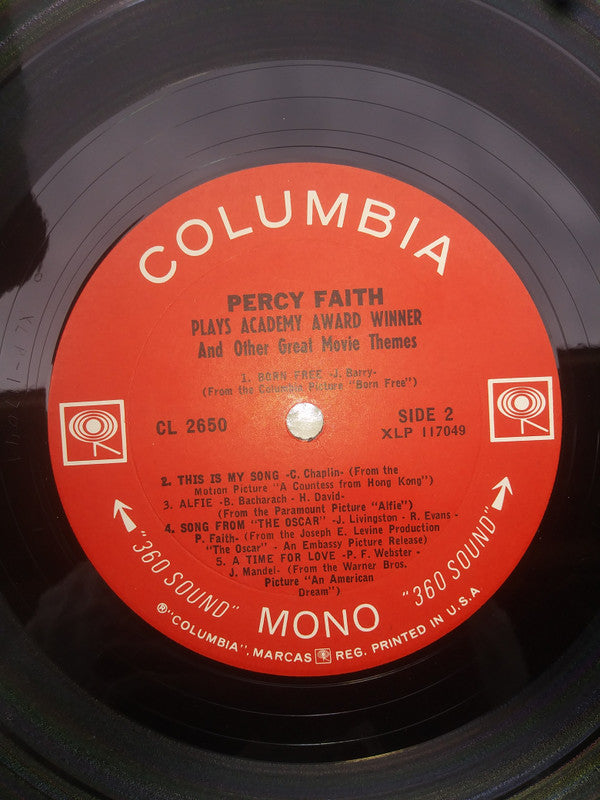 COLUMBIA
PERCY FAITH
PLAYS ACADEMY AWARD WINNER
And Other Great Movie Themes
1. BORN FREE -J. Barry-
(From the Columbia Picture "Born Free")
CL 2650
SIDE 2
XLP 117049
2. THIS IS MY SONG -C. Chaplin- (From the
Motion Picture "A Countess from Hong Kong")
3. ALFIE -B. Bacharach - H. David-
(From the Paramount Picture "Alfie")
4. SONG FROM "THE OSCAR" -J. Livingston - R. Evans -
P. Faith- (From the Joseph E. Levine Production
"The Oscar" - An Embassy Picture Release)
5. A TIME FOR LOVE -P. F. Webster -
J. Mandel- (From the Warner Bros.
Picture "An American
Dream")
"360 SOUND"
MONO
"360 SOUND"
®"COLUMBIA", MARCAS REG. PRINTED IN U.S.A